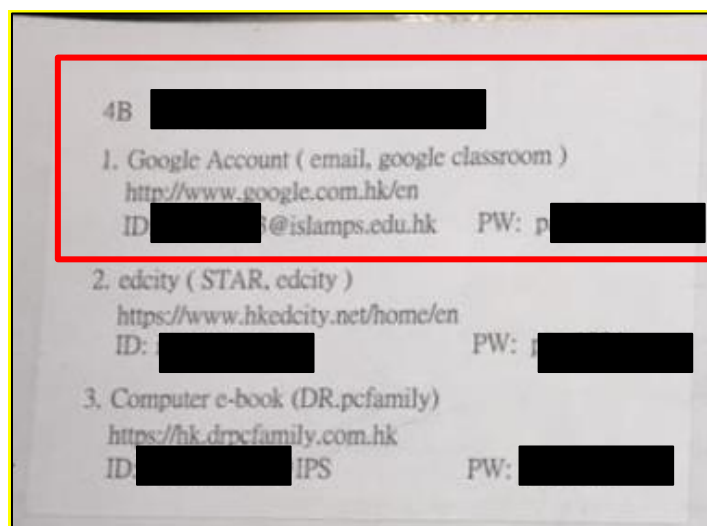 4B
1. Google Account ( email, google classroom )
http://www.google.com.hk/en
ID @islamps.edu.hk PW: p
2. edcity ( STAR, edcity )
https://www.hkedcity.net/home/en
ID: PW:
3. Computer e-book (DR.pcfamily)
https://hk.drpcfamily.com.hk
ID: IPS PW: